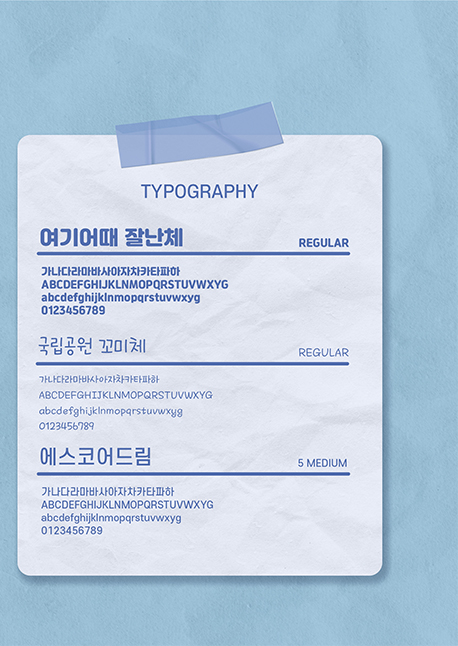 TYPOGRAPHY
여기어때 잘난체 REGULAR
가나다라마바사아자차카타파하
ABCDEFGHIJKLNMOPQRSTUVWXYG
abcdefghijklnmopqrstuvwxyg
0123456789
국립공원 꼬미체 REGULAR
가나다라마바사아자차카타파하
ABCDEFGHIJKLNMOPQRSTUVWXYG
abcdefghijklnmopqrstuvwxyg
0123456789
에스코어드림 5 MEDIUM
가나다라마바사아자차카타파하
ABCDEFGHIJKLNMOPQRSTUVWXYG
abcdefghijklnmopqrstuvwxyg
0123456789